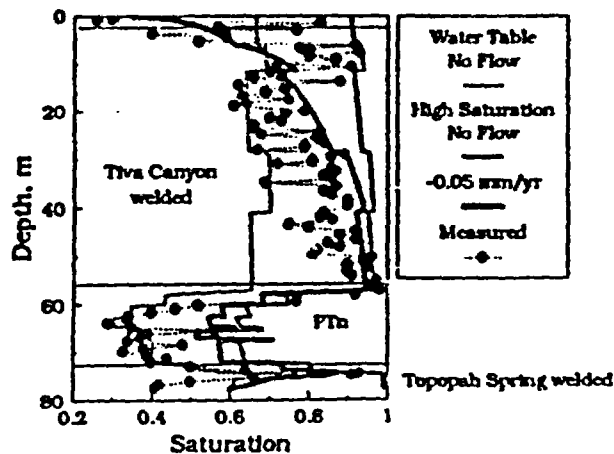 0
20
40
60
80
Depth, m
0.2
0.4
0.6
0.8
1
Saturation
Tiva Canyon
welded
PTn
Topopah Spring welded
Water Table
No Flow
High Saturation
No Flow
-0.05 mm/yr
Measured